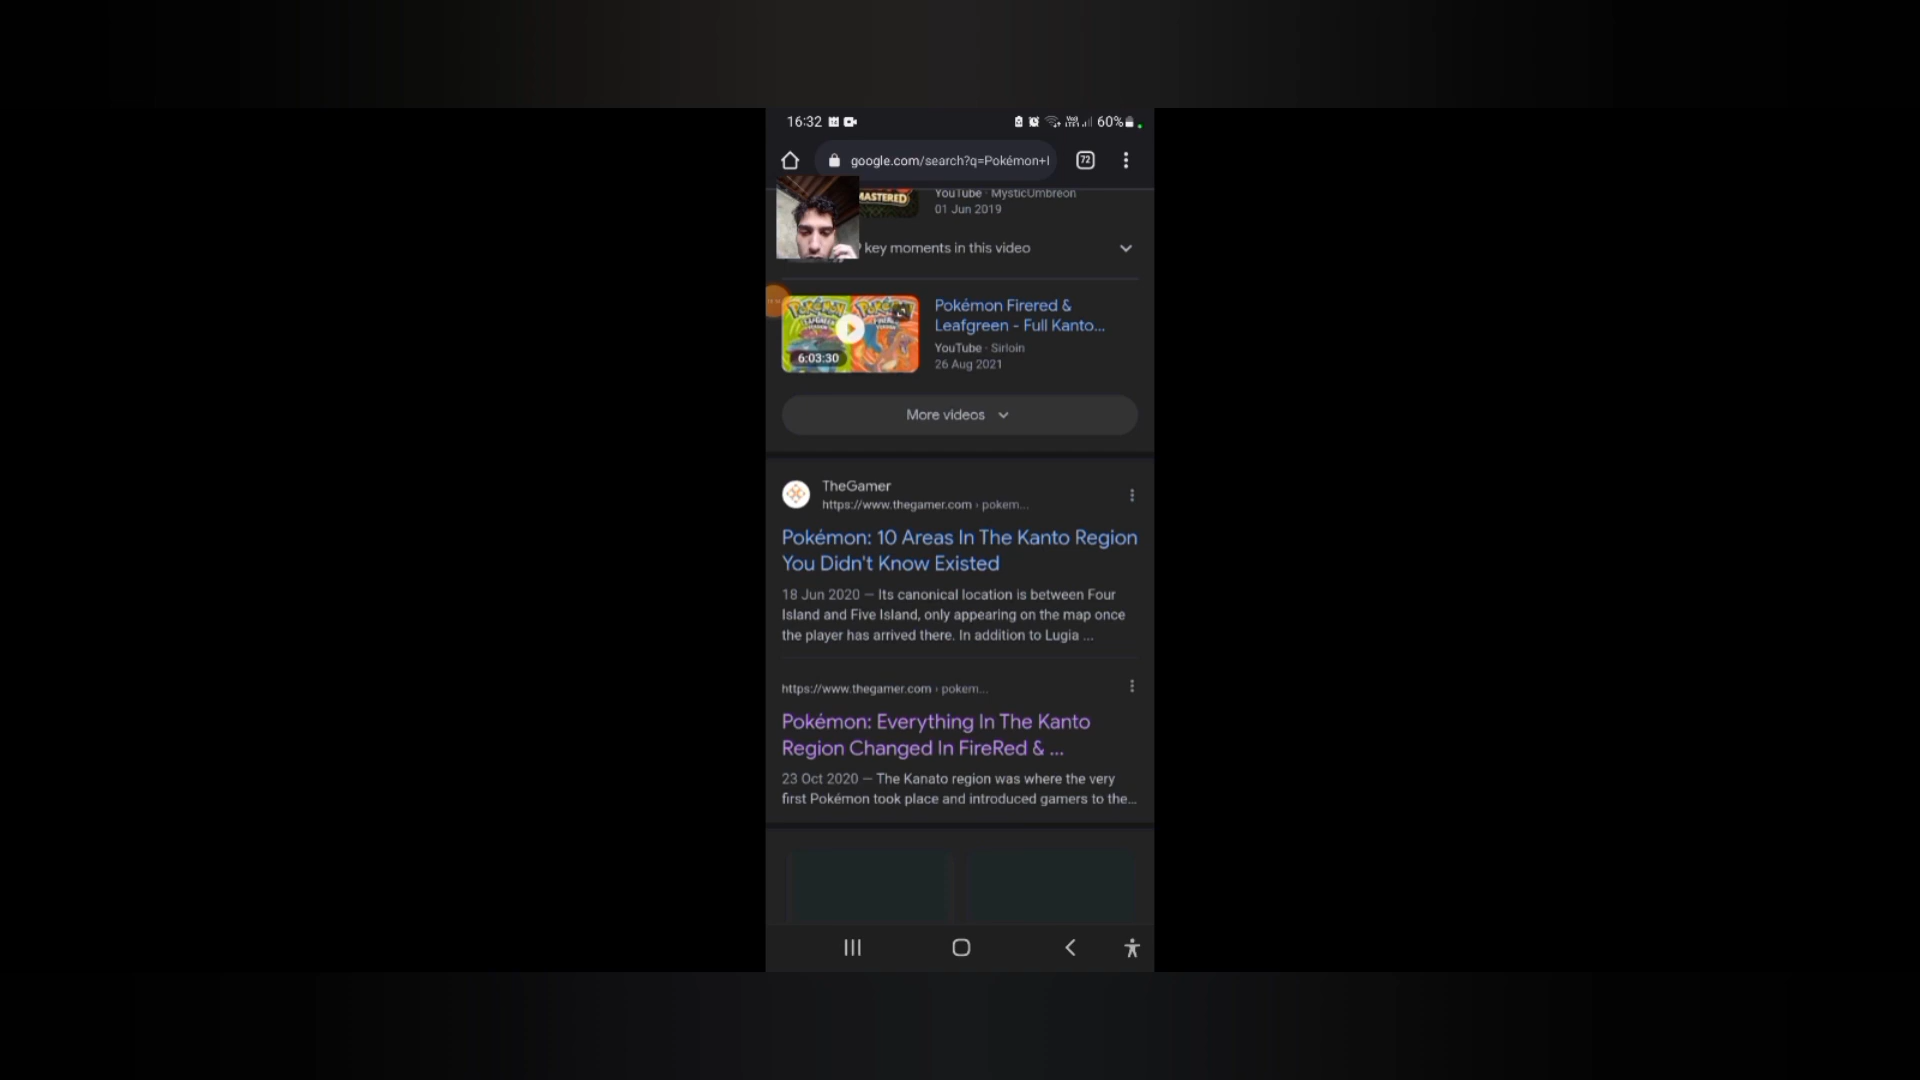 16:32
60%
google.com/search?q=Pokémon+I
72
MASTERED
YouTube · MysticUmbreon
01 Jun 2019
key moments in this video
Pokémon Firered &
Leafgreen - Full Kanto...
YouTube · Sirloin
26 Aug 2021
6:03:30
More videos
TheGamer
https://www.thegamer.com › pokem...
Pokémon: 10 Areas In The Kanto Region
You Didn't Know Existed
18 Jun 2020 — Its canonical location is between Four
Island and Five Island, only appearing on the map once
the player has arrived there. In addition to Lugia ...
https://www.thegamer.com › pokem...
Pokémon: Everything In The Kanto
Region Changed In FireRed & ...
23 Oct 2020 — The Kanato region was where the very
first Pokémon took place and introduced gamers to the...